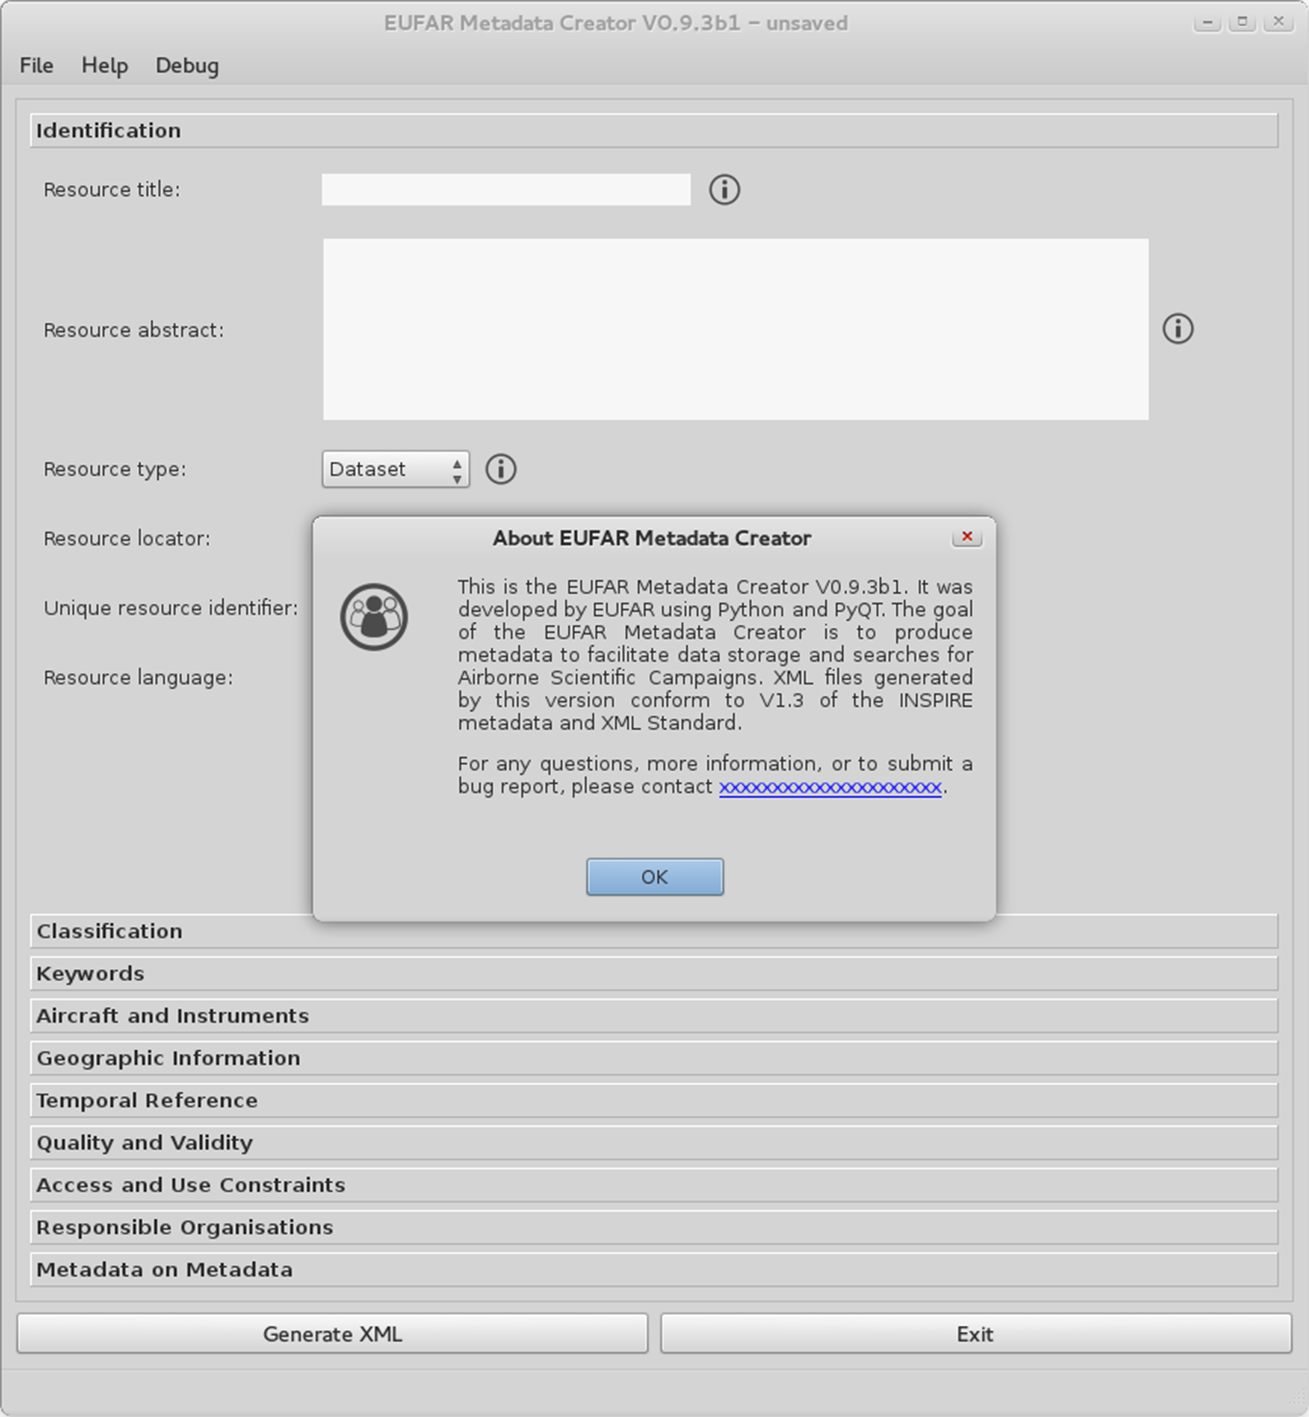 EUFAR Metadata Creator V0.9.3b1 - unsaved
File Help Debug
Identification
Resource title:
Resource abstract:
Resource type: Dataset
Resource locator:
Unique resource identifier:
Resource language:
About EUFAR Metadata Creator
This is the EUFAR Metadata Creator V0.9.3b1. It was
developed by EUFAR using Python and PyQT. The goal
of the EUFAR Metadata Creator is to produce
metadata to facilitate data storage and searches for
Airborne Scientific Campaigns. XML files generated
by this version conform to V1.3 of the INSPIRE
metadata and XML Standard.
For any questions, more information, or to submit a
bug report, please contact xxxxxxxxxxxxxxxxxxxxxx.
OK
Classification
Keywords
Aircraft and Instruments
Geographic Information
Temporal Reference
Quality and Validity
Access and Use Constraints
Responsible Organisations
Metadata on Metadata
Generate XML Exit